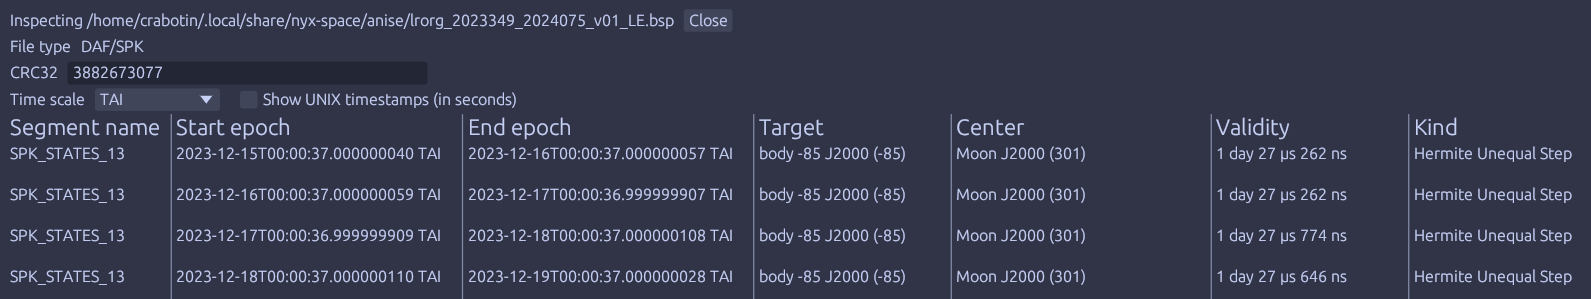 Inspecting /home/crabotin/.local/share/nyx-space/anise/lrorg_2023349_2024075_v01_LE.bsp Close
File type DAF/SPK
CRC32 3882673077
Time scale TAI Show UNIX timestamps (in seconds)
Segment name Start epoch End epoch Target Center Validity Kind
SPK_STATES_13 2023-12-15T00:00:37.000000040 TAI 2023-12-16T00:00:37.000000057 TAI body -85 J2000 (-85) Moon J2000 (301) 1 day 27 μs 262 ns Hermite Unequal Step
SPK_STATES_13 2023-12-16T00:00:37.000000059 TAI 2023-12-17T00:00:36.999999907 TAI body -85 J2000 (-85) Moon J2000 (301) 1 day 27 μs 262 ns Hermite Unequal Step
SPK_STATES_13 2023-12-17T00:00:36.999999909 TAI 2023-12-18T00:00:37.000000108 TAI body -85 J2000 (-85) Moon J2000 (301) 1 day 27 μs 774 ns Hermite Unequal Step
SPK_STATES_13 2023-12-18T00:00:37.000000110 TAI 2023-12-19T00:00:37.000000028 TAI body -85 J2000 (-85) Moon J2000 (301) 1 day 27 μs 646 ns Hermite Unequal Step